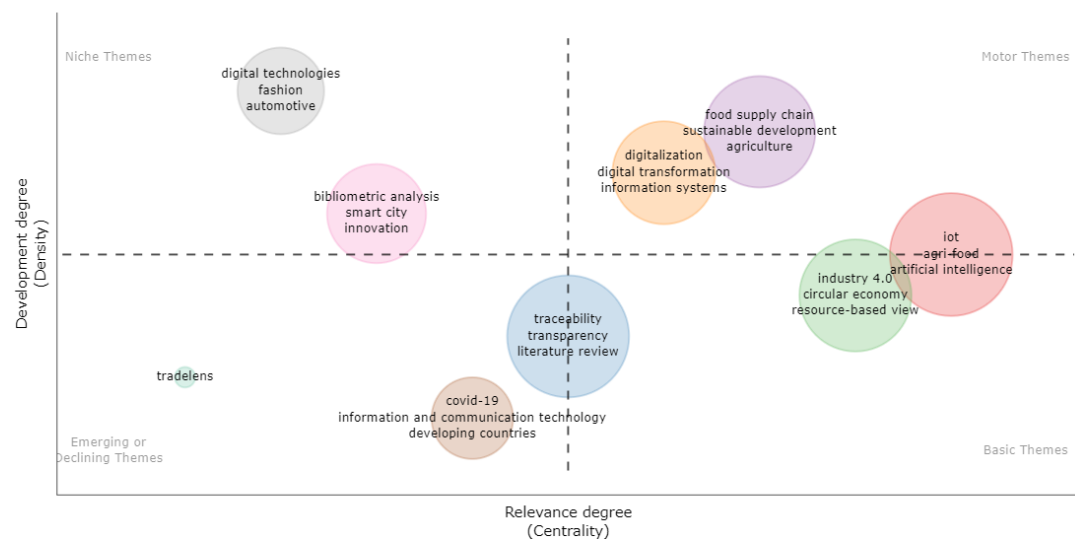 Niche Themes
Motor Themes
digital technologies
fashion
automotive
food supply chain
sustainable development
agriculture
digitalization
digital transformation
information systems
bibliometric analysis
smart city
innovation
iot
agri-food
artificial intelligence
industry 4.0
circular economy
resource-based view
traceability
transparency
literature review
tradelens
covid-19
information and communication technology
developing countries
Emerging or
Declining Themes
Basic Themes
Development degree
(Density)
Relevance degree
(Centrality)